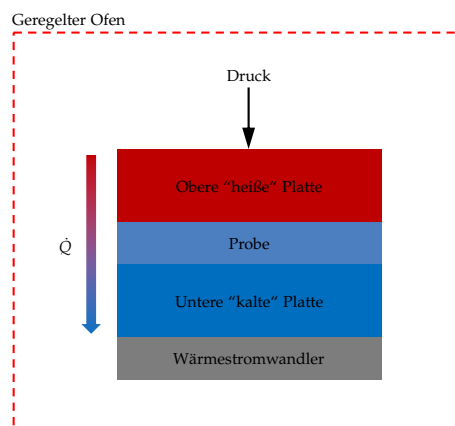 Geregelter Ofen
Druck
Obere “heiße“ Platte
Q̇
Probe
Untere “kalte“ Platte
Wärmestromwandler